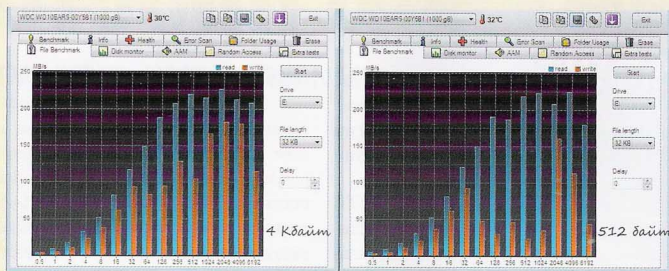 WDC WD10EARS-00Y5B1 (1000 gB)
30°C
Exit
Benchmark
Info
Health
Error Scan
Folder Usage
Erase
File Benchmark
Disk monitor
AAM
Random Access
Extra tests
MB/s
read
write
250
200
150
100
50
0.5 1 2 4 8 16 32 64 128 256 512 1024 2048 4096 8192
Start
Drive
E:
File length
32 KB
Delay
0
4 Кбайт
WDC WD10EARS-00Y5B1 (1000 gB)
32°C
Exit
Benchmark
Info
Health
Error Scan
Folder Usage
Erase
File Benchmark
Disk monitor
AAM
Random Access
Extra tests
MB/s
read
write
250
200
150
100
50
0.5 1 2 4 8 16 32 64 128 256 512 1024 2048 4096 8192
Start
Drive
E:
File length
32 KB
Delay
0
512 байт